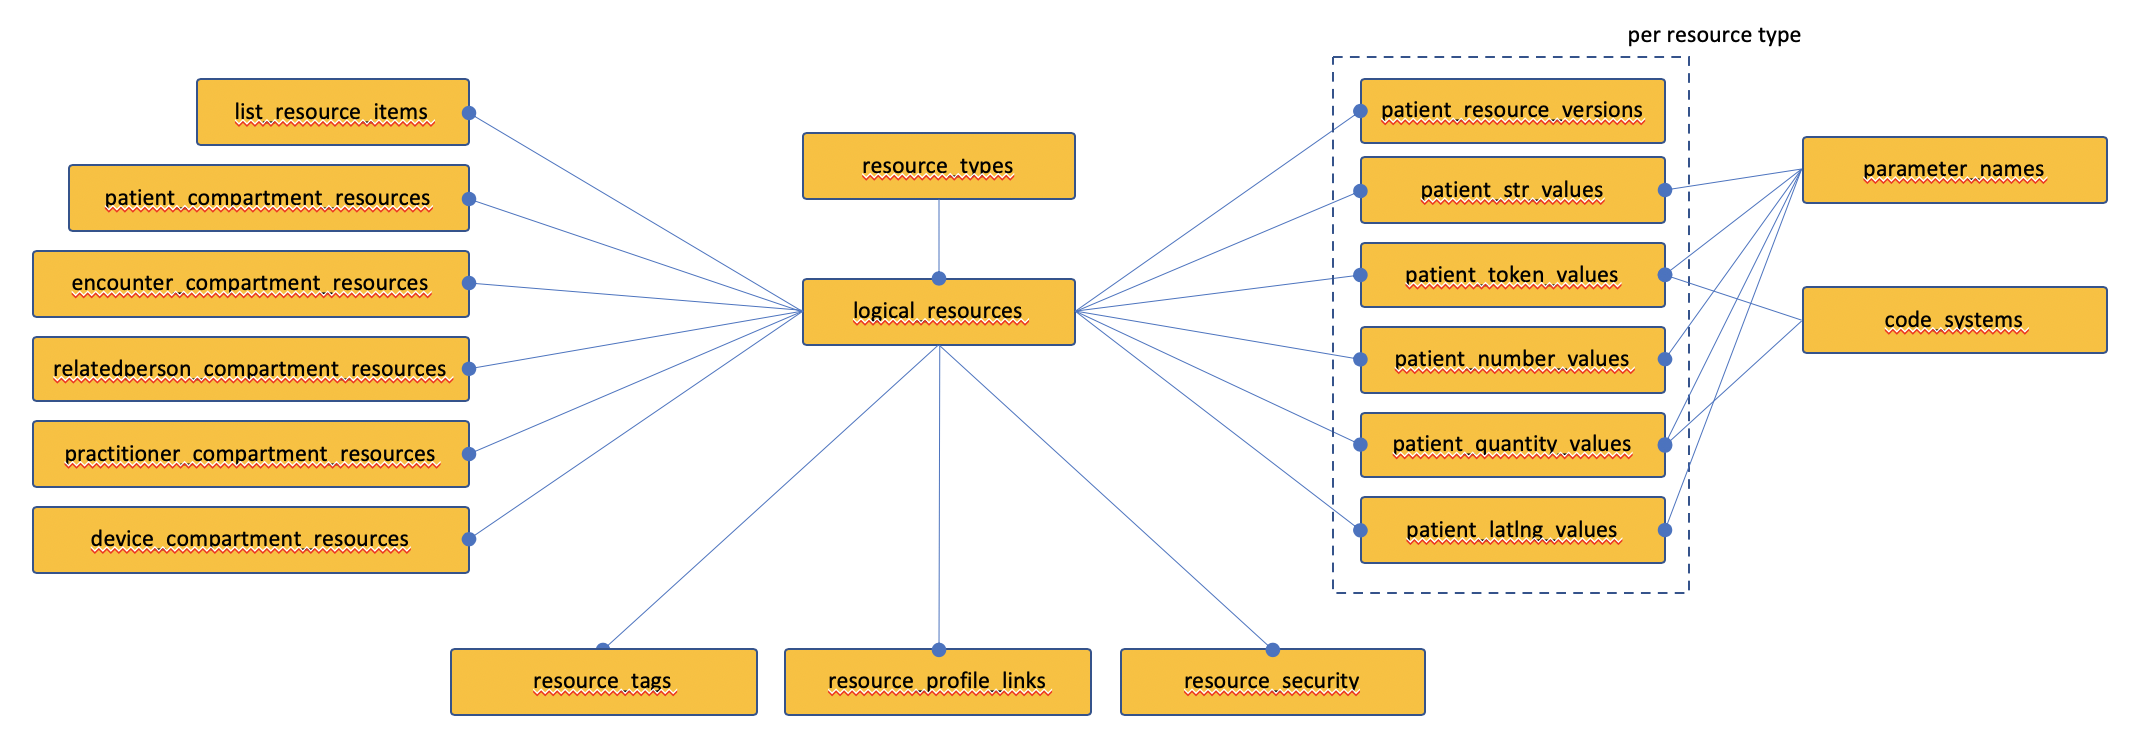 per resource type
list_resource_items
patient_compartment_resources
encounter_compartment_resources
relatedperson_compartment_resources
practitioner_compartment_resources
device_compartment_resources
resource_types
logical_resources
resource_tags
resource_profile_links
resource_security
patient_resource_versions
patient_str_values
patient_token_values
patient_number_values
patient_quantity_values
patient_latlng_values
parameter_names
code_systems